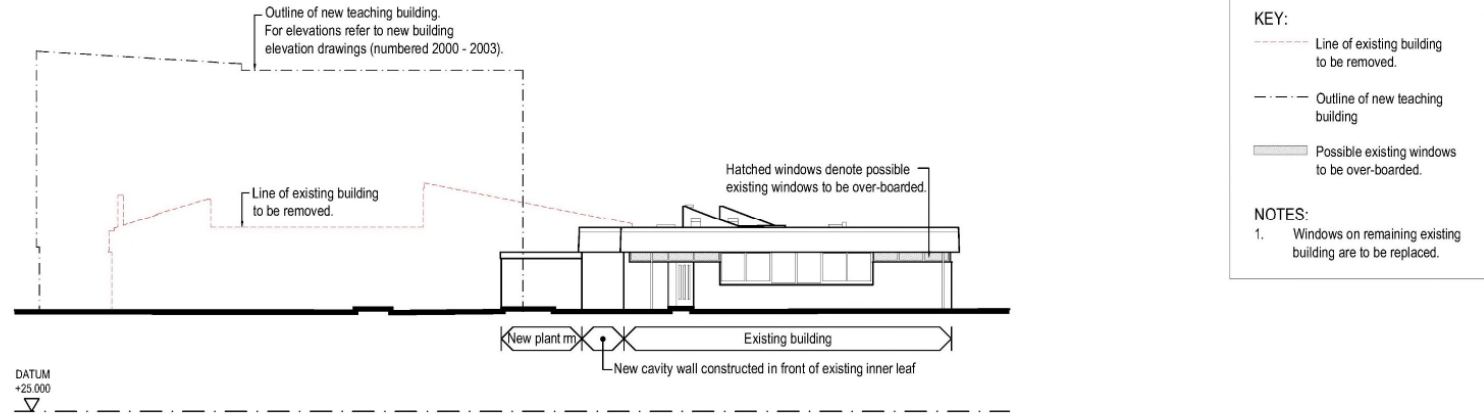 Outline of new teaching building.
For elevations refer to new building
elevation drawings (numbered 2000 - 2003).
Line of existing building
to be removed.
Hatched windows denote possible
existing windows to be over-boarded.
New plant rm
Existing building
New cavity wall constructed in front of existing inner leaf
DATUM
+25.000
KEY:
Line of existing building
to be removed.
Outline of new teaching
building
Possible existing windows
to be over-boarded.
NOTES:
1. Windows on remaining existing
building are to be replaced.